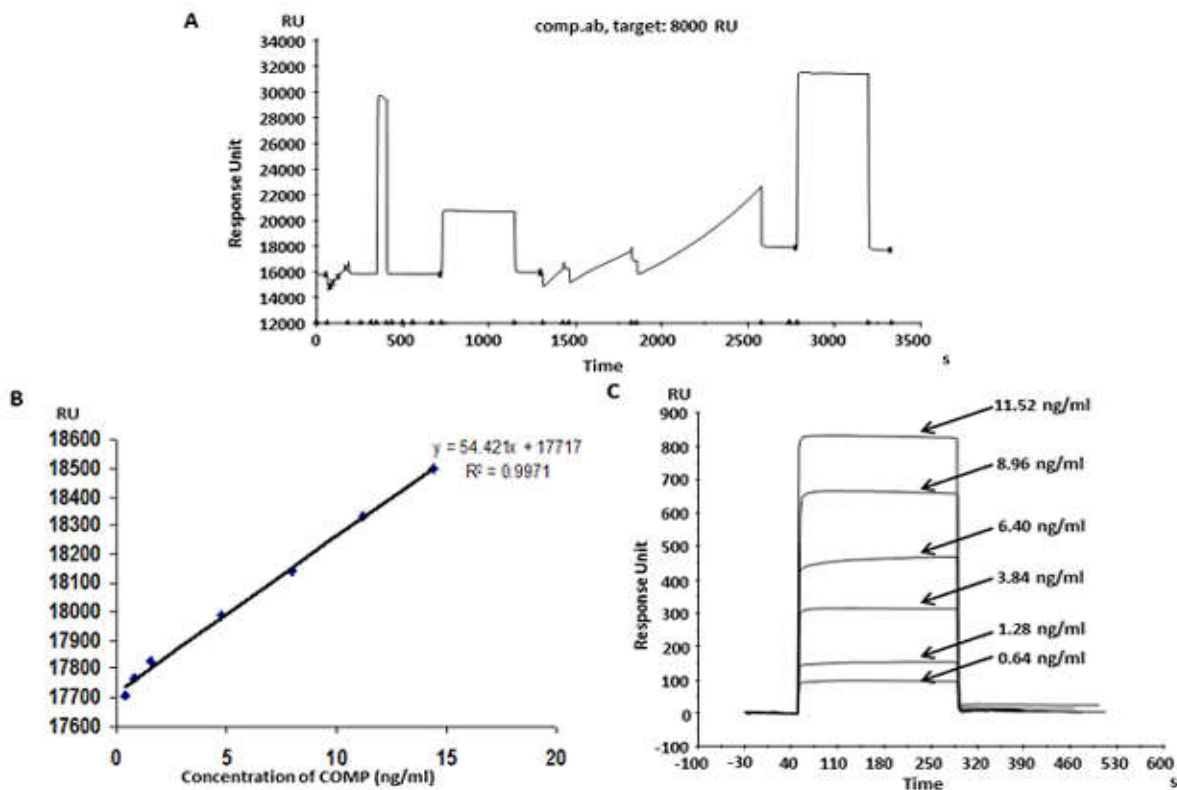 A
RU
comp.ab, target: 8000 RU
34000
32000
30000
28000
26000
24000
22000
20000
18000
16000
14000
12000
Response Unit
0 500 1000 1500 2000 2500 3000 3500
Time
s
B
RU
18600
18500
18400
18300
18200
18100
18000
17900
17800
17700
17600
y = 54.421x + 17717
R² = 0.9971
0 5 10 15 20
Concentration of COMP (ng/ml)
C
RU
900
800
700
600
500
400
300
200
100
0
-100
Response Unit
11.52 ng/ml
8.96 ng/ml
6.40 ng/ml
3.84 ng/ml
1.28 ng/ml
0.64 ng/ml
-100 -30 40 110 180 250 320 390 460 530 600
Time
s